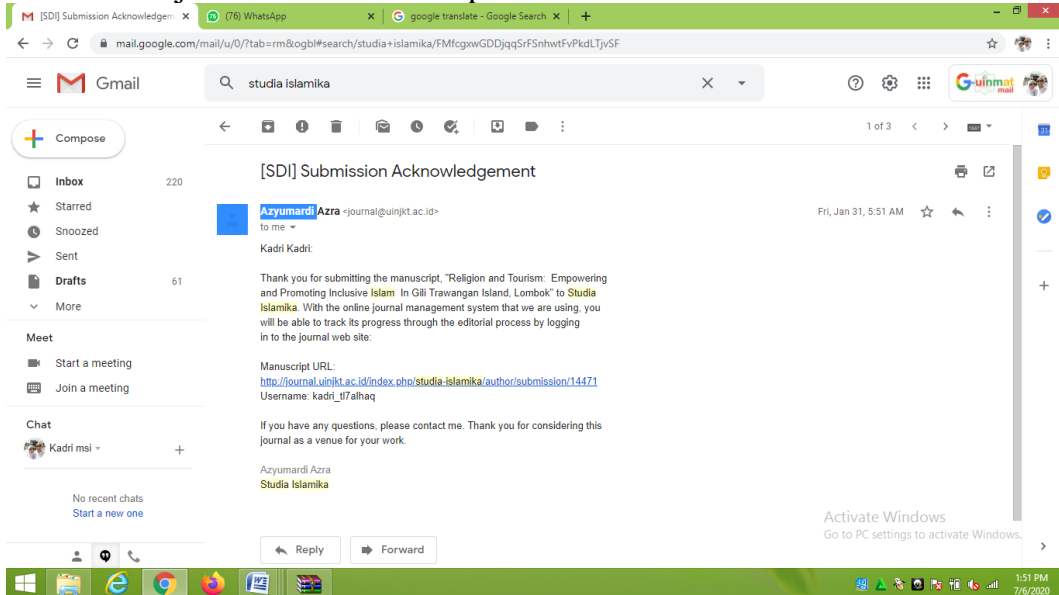 [SDI] Submission Acknowledgem
(76) WhatsApp
google translate - Google Search
mail.google.com/mail/u/0/?tab=rm&ogbl#search/studia+islamika/FMfcgxwGDDjqqSrFSnhwtFvPkdLTjvSF
Gmail
studia islamika
G-uinmat
mail
Compose
1 of 3
31
Inbox 220
Starred
Snoozed
Sent
Drafts 61
More
Meet
Start a meeting
Join a meeting
Chat
Kadri msi
No recent chats
Start a new one
[SDI] Submission Acknowledgement
Azyumardi Azra <journal@uinjkt.ac.id>
Fri, Jan 31, 5:51 AM
to me
Kadri Kadri:
Thank you for submitting the manuscript, "Religion and Tourism: Empowering
and Promoting Inclusive Islam In Gili Trawangan Island, Lombok" to Studia
Islamika. With the online journal management system that we are using, you
will be able to track its progress through the editorial process by logging
in to the journal web site:
Manuscript URL:
http://journal.uinjkt.ac.id/index.php/studia-islamika/author/submission/14471
Username: kadri_tl7alhaq
If you have any questions, please contact me. Thank you for considering this
journal as a venue for your work.
Azyumardi Azra
Studia Islamika
Reply
Forward
Activate Windows
Go to PC settings to activate Windows.
1:51 PM
7/6/2020